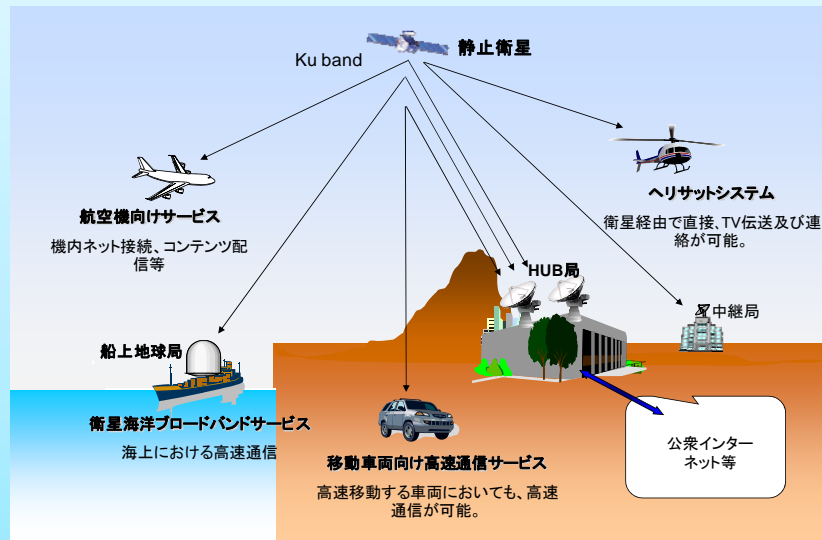 静止衛星
Ku band
航空機向けサービス
機内ネット接続、コンテンツ配
信等
ヘリサットシステム
衛星経由で直接、TV伝送及び連
絡が可能。
HUB局
中継局
船上地球局
衛星海洋ブロードバンドサービス
海上における高速通信
移動車両向け高速通信サービス
高速移動する車両においても、高速
通信が可能。
公衆インター
ネット等